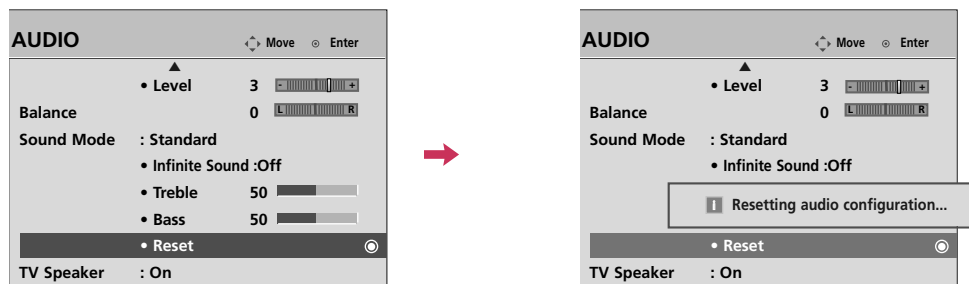 AUDIO Move Enter
• Level 3 - +
Balance 0 L R
Sound Mode : Standard
• Infinite Sound :Off
• Treble 50
• Bass 50
• Reset
TV Speaker : On
AUDIO Move Enter
• Level 3 - +
Balance 0 L R
Sound Mode : Standard
• Infinite Sound :Off
Resetting audio configuration...
• Reset
TV Speaker : On